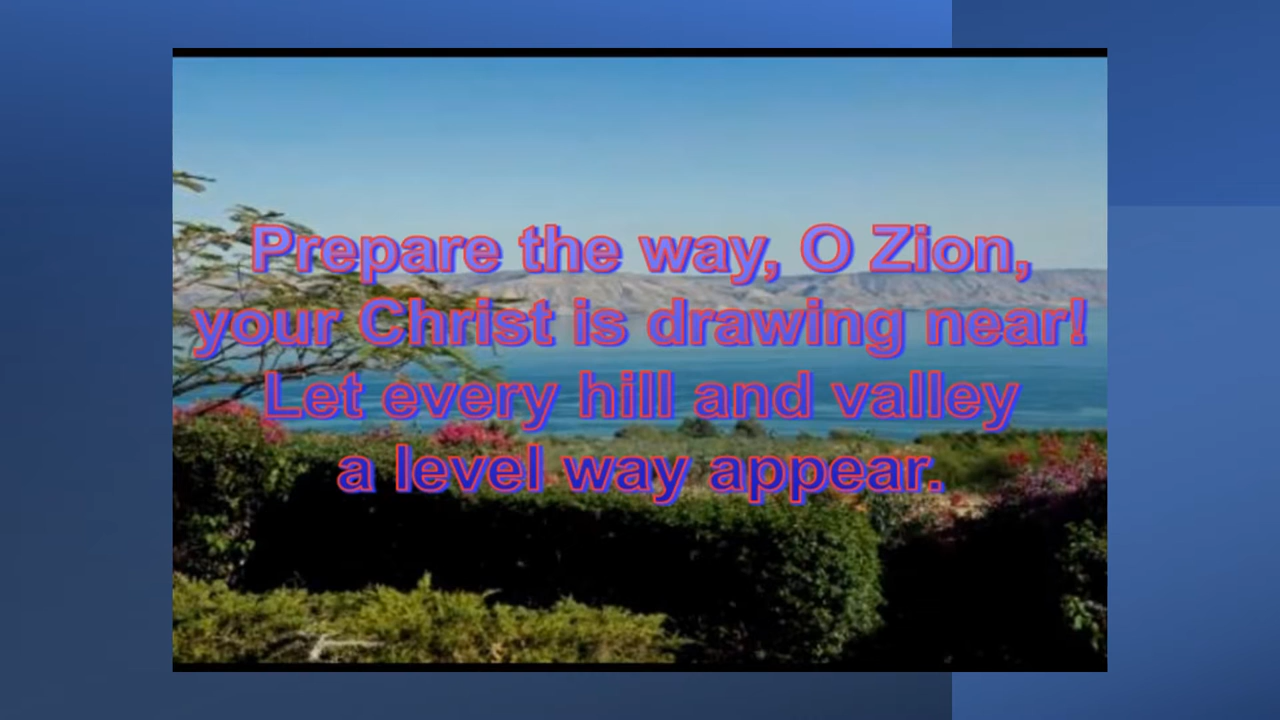 Prepare the way, O Zion,
your Christ is drawing near!
Let every hill and valley
a level way appear.